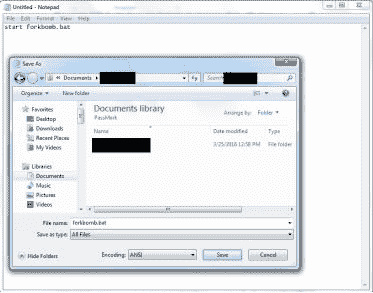 Untitled - Notepad
File Edit Format View Help
start forkbomb.bat
Save As
Documents
Search
Organize New folder
Favorites
Desktop
Downloads
Recent Places
My Videos
Libraries
Documents
Music
Pictures
Videos
Documents library
PassMark
Arrange by: Folder
Name Date modified Type
3/25/2016 12:58 PM File folder
File name: forkbomb.bat
Save as type: All Files
Hide Folders
Encoding: ANSI
Save
Cancel